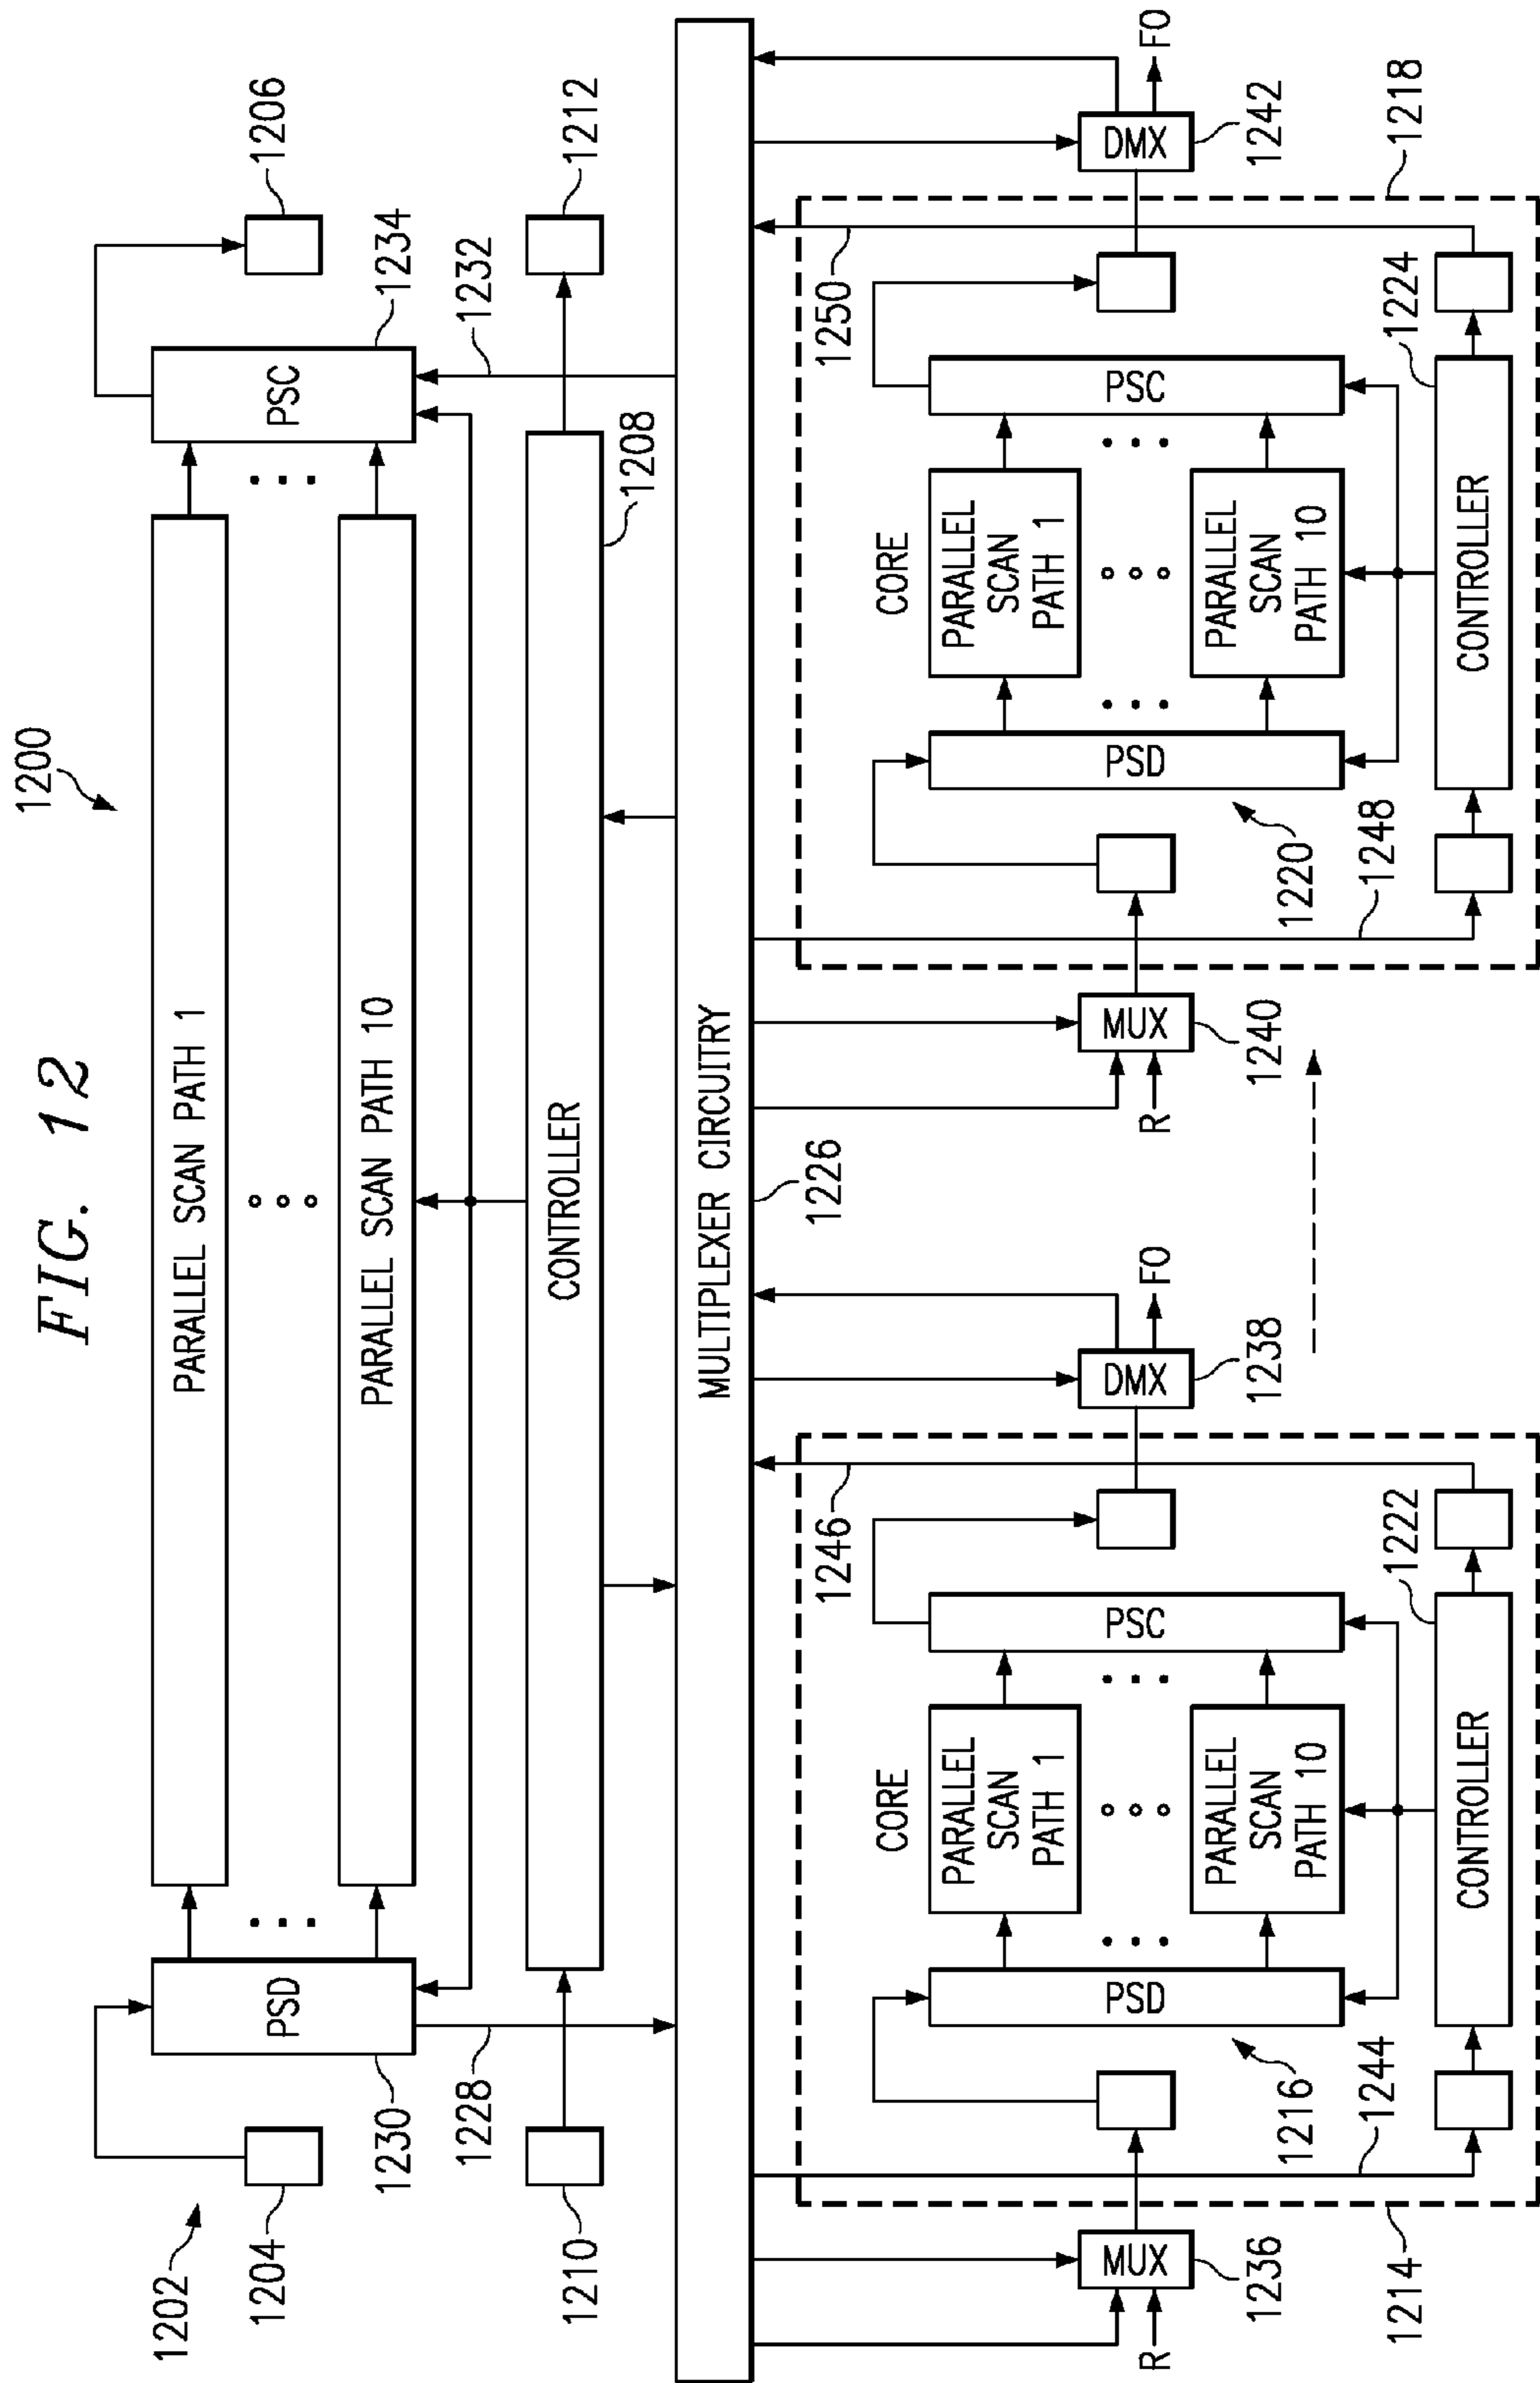 FIG. 12
1200
1202
1204
1206
PSD
PARALLEL SCAN PATH 1
PARALLEL SCAN PATH 10
PSC
1230
1234
1228
1232
1210
CONTROLLER
1212
1208
MULTIPLEXER CIRCUITRY
1226
1246
1250
R
MUX
1236
DMX
FO
1238
R
MUX
1240
DMX
FO
1242
CORE
PSD
PARALLEL
SCAN
PATH 1
PARALLEL
SCAN
PATH 10
PSC
1216
1244
1222
CONTROLLER
1214
CORE
PSD
PARALLEL
SCAN
PATH 1
PARALLEL
SCAN
PATH 10
PSC
1220
1248
1224
CONTROLLER
1218